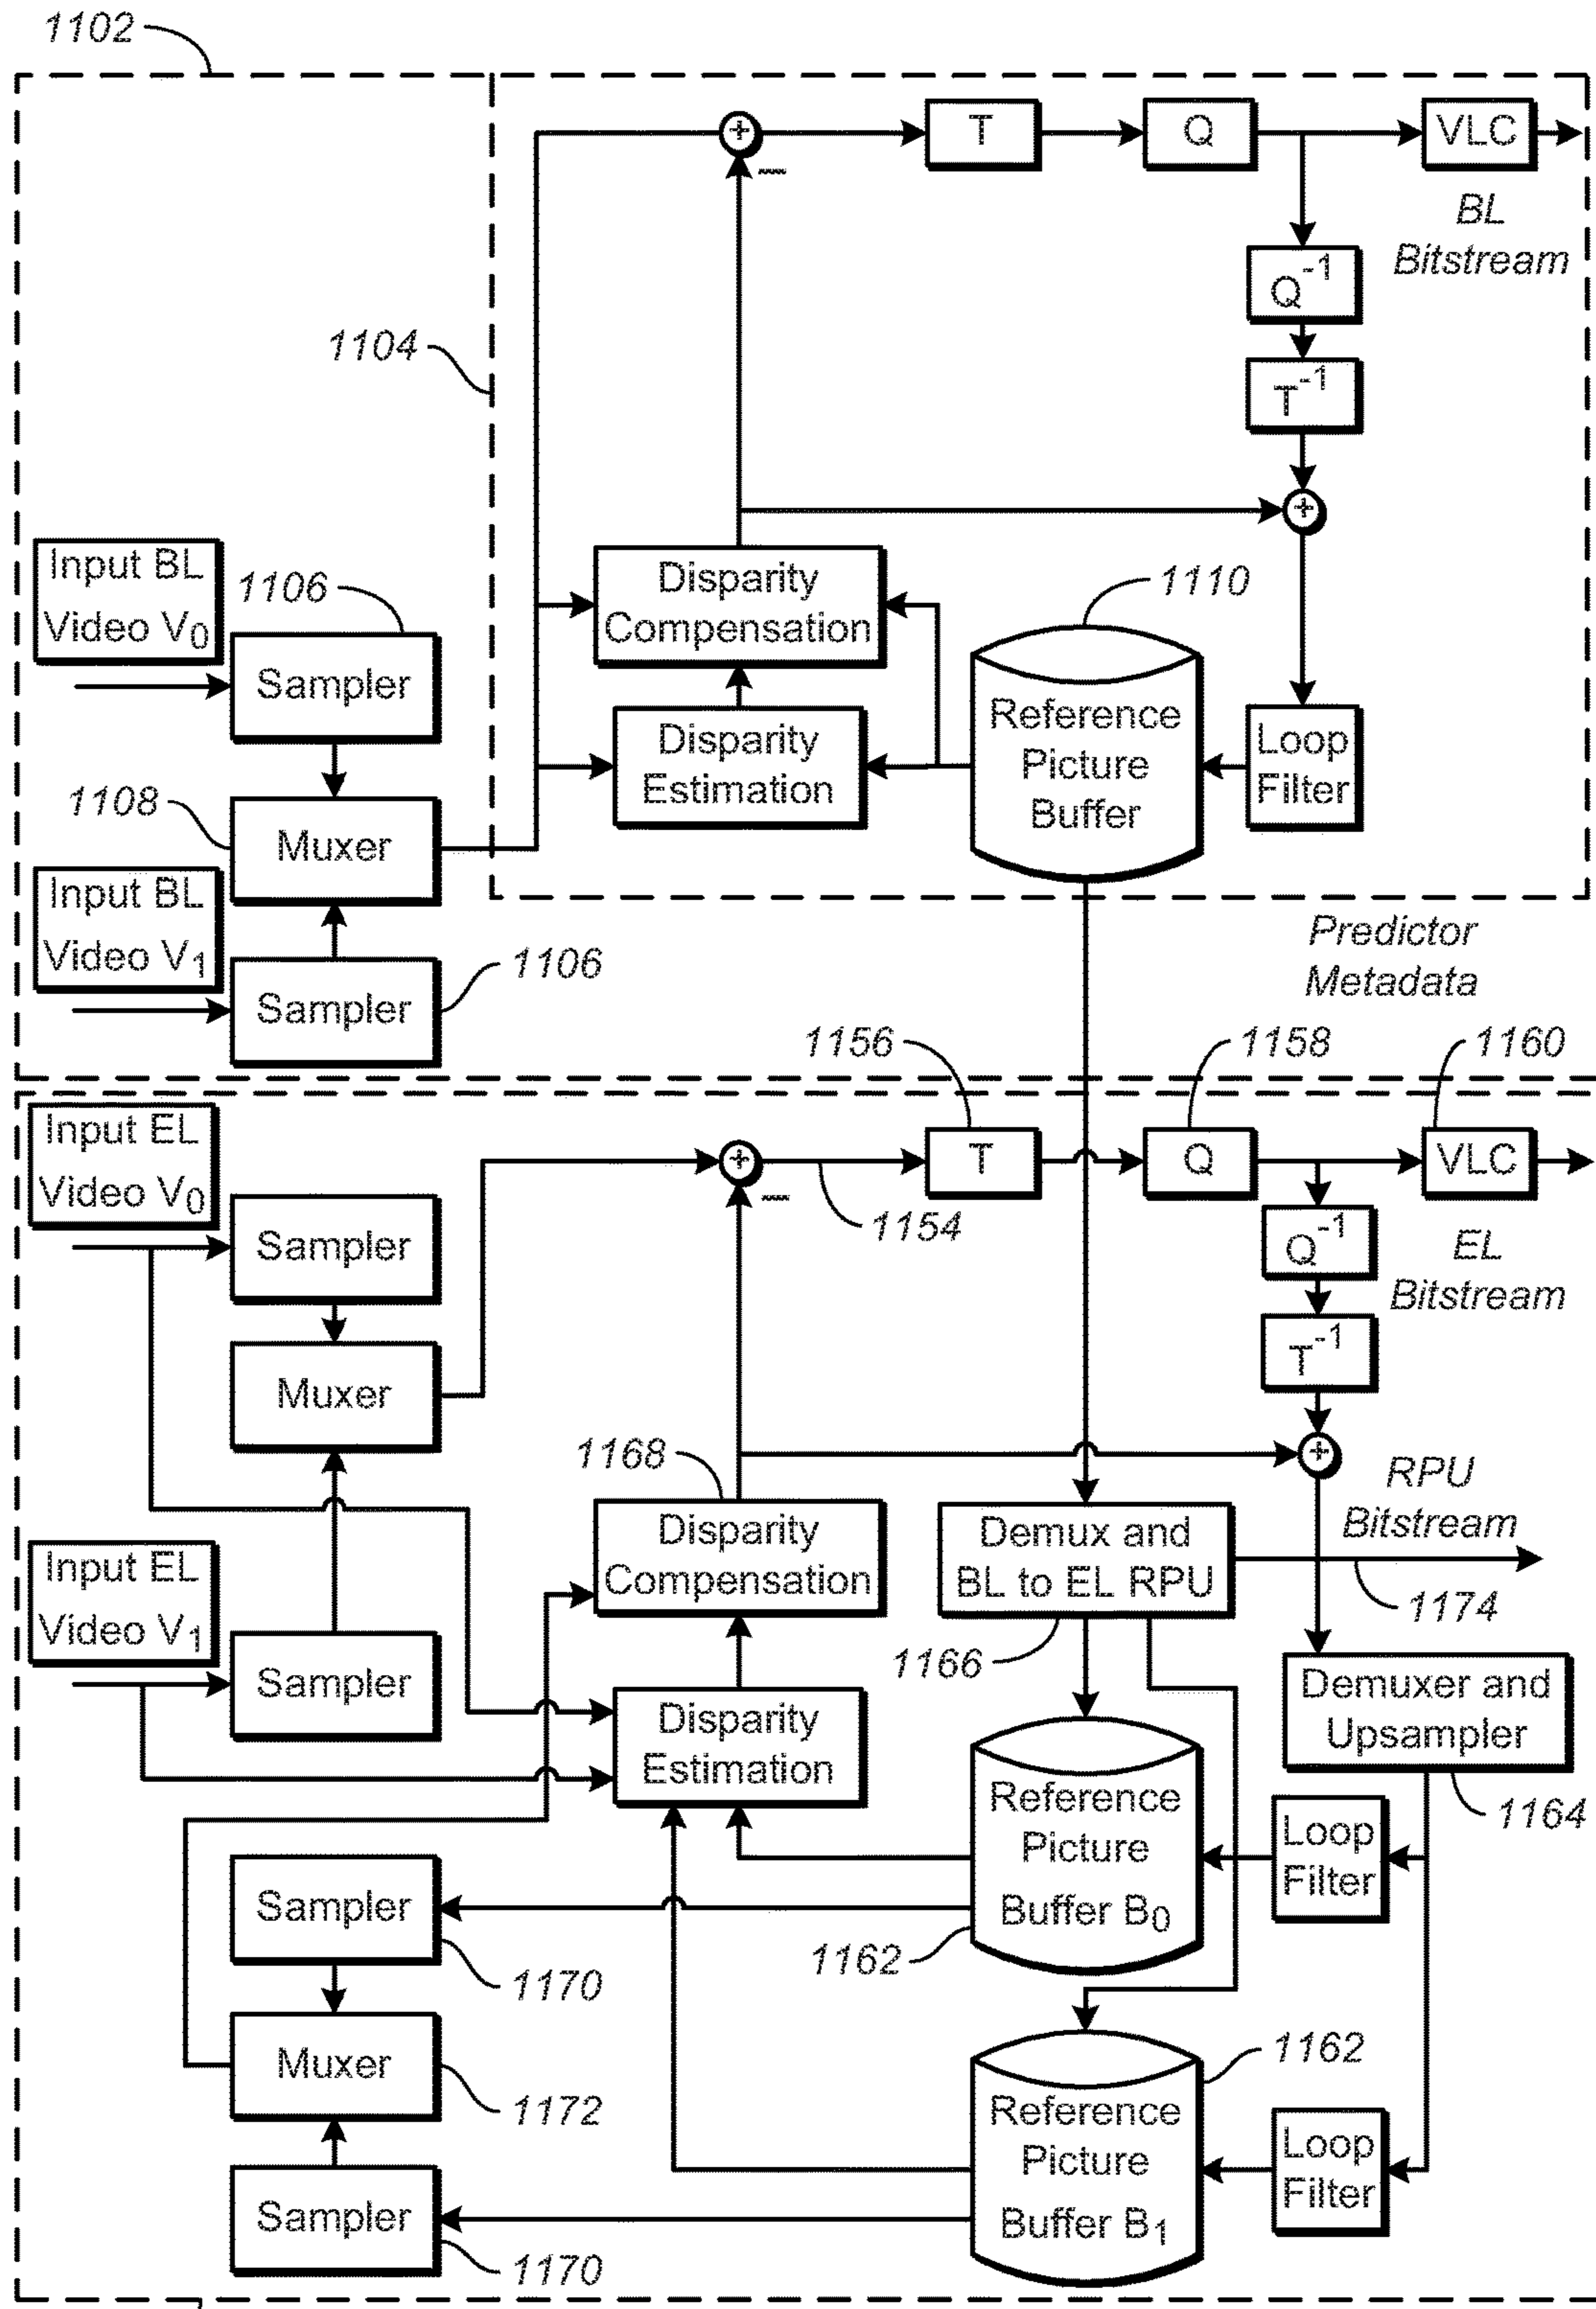 1102
T
Q
VLC
BL
Bitstream
Q-1
T-1
1104
Input BL
Video V0
1106
Sampler
Disparity
Compensation
1110
Reference
Picture
Buffer
Disparity
Estimation
Loop
Filter
1108
Muxer
Input BL
Video V1
1106
Sampler
Predictor
Metadata
1156
1158
1160
Input EL
Video V0
T
Q
VLC
1154
Sampler
Q-1
EL
Bitstream
T-1
Muxer
1168
RPU
Bitstream
Disparity
Compensation
Demux and
BL to EL RPU
1174
Input EL
Video V1
1166
Sampler
Disparity
Estimation
Demuxer and
Upsampler
1164
Reference
Picture
Buffer B0
Loop
Filter
Sampler
1162
1170
Muxer
1172
1162
Reference
Picture
Buffer B1
Loop
Filter
Sampler
1170